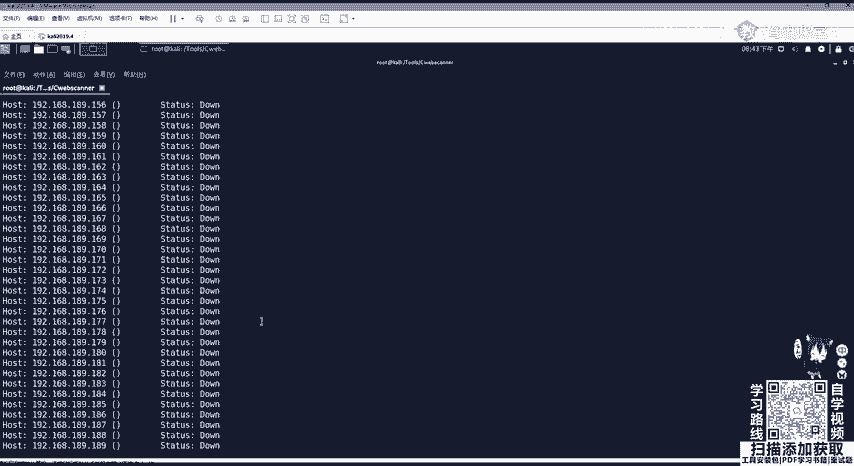 文件(F) 编辑(E) 查看(V) 虚拟机(M) 选项卡(T) 帮助(H)
主页 kali2019.4
root@kali: /Tools/Cweb… 08:43下午
root@kali: /Tools/Cwebscanner
文件(F) 动作(A) 编辑(E) 查看(V) 帮助(H)
root@kali: /T…s/Cwebscanner
Host: 192.168.189.156 () Status: Down
Host: 192.168.189.157 () Status: Down
Host: 192.168.189.158 () Status: Down
Host: 192.168.189.159 () Status: Down
Host: 192.168.189.160 () Status: Down
Host: 192.168.189.161 () Status: Down
Host: 192.168.189.162 () Status: Down
Host: 192.168.189.163 () Status: Down
Host: 192.168.189.164 () Status: Down
Host: 192.168.189.165 () Status: Down
Host: 192.168.189.166 () Status: Down
Host: 192.168.189.167 () Status: Down
Host: 192.168.189.168 () Status: Down
Host: 192.168.189.169 () Status: Down
Host: 192.168.189.170 () Status: Down
Host: 192.168.189.171 () Status: Down
Host: 192.168.189.172 () Status: Down
Host: 192.168.189.173 () Status: Down
Host: 192.168.189.174 () Status: Down
Host: 192.168.189.175 () Status: Down
Host: 192.168.189.176 () Status: Down
Host: 192.168.189.177 () Status: Down
Host: 192.168.189.178 () Status: Down
Host: 192.168.189.179 () Status: Down
Host: 192.168.189.180 () Status: Down
Host: 192.168.189.181 () Status: Down
Host: 192.168.189.182 () Status: Down
Host: 192.168.189.183 () Status: Down
Host: 192.168.189.184 () Status: Down
Host: 192.168.189.185 () Status: Down
Host: 192.168.189.186 () Status: Down
Host: 192.168.189.187 () Status: Down
Host: 192.168.189.188 () Status: Down
Host: 192.168.189.189 () Status: Down
学习路线
自学视频
扫描添加获取
工具安装包|PDF学习书籍|面试题